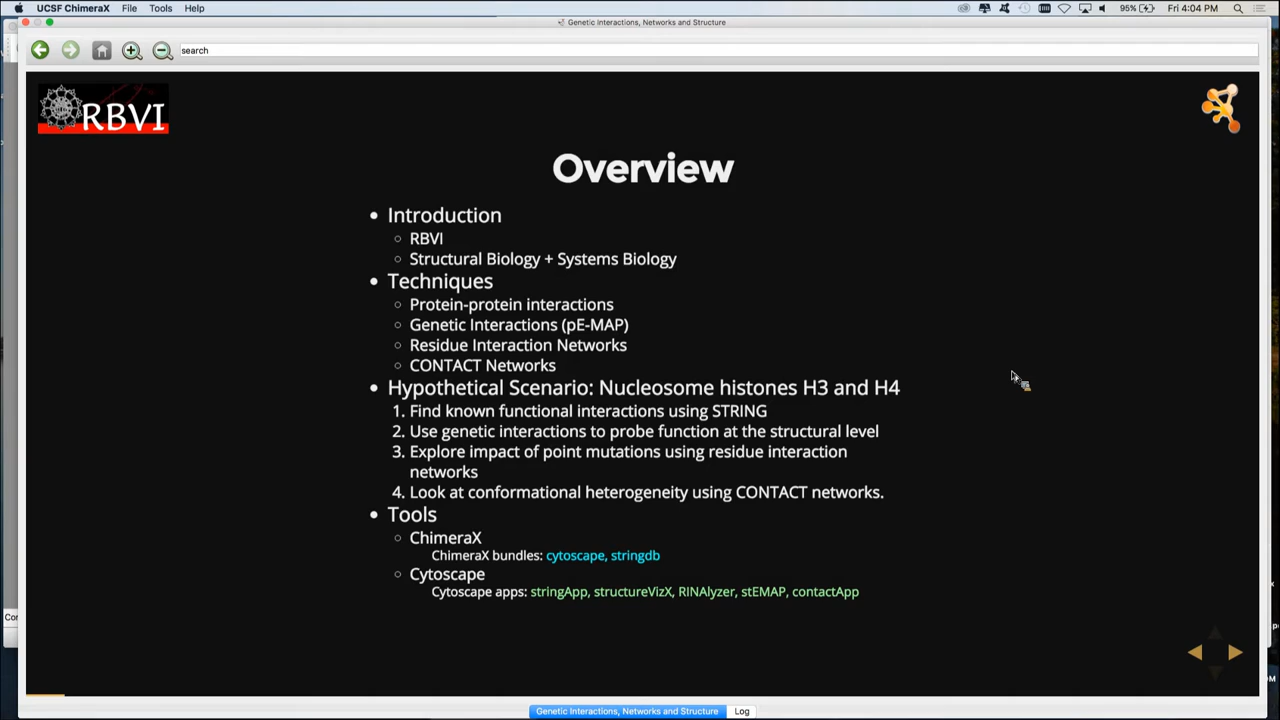 UCSF ChimeraX File Tools Help 95% Fri 4:04 PM
Genetic Interactions, Networks and Structure
search
RBVI
Overview
• Introduction
○ RBVI
○ Structural Biology + Systems Biology
• Techniques
○ Protein-protein interactions
○ Genetic Interactions (pE-MAP)
○ Residue Interaction Networks
○ CONTACT Networks
• Hypothetical Scenario: Nucleosome histones H3 and H4
1. Find known functional interactions using STRING
2. Use genetic interactions to probe function at the structural level
3. Explore impact of point mutations using residue interaction
networks
4. Look at conformational heterogeneity using CONTACT networks.
• Tools
○ ChimeraX
ChimeraX bundles: cytoscape, stringdb
○ Cytoscape
Cytoscape apps: stringApp, structureVizX, RINAlyzer, stEMAP, contactApp
Genetic Interactions, Networks and Structure Log